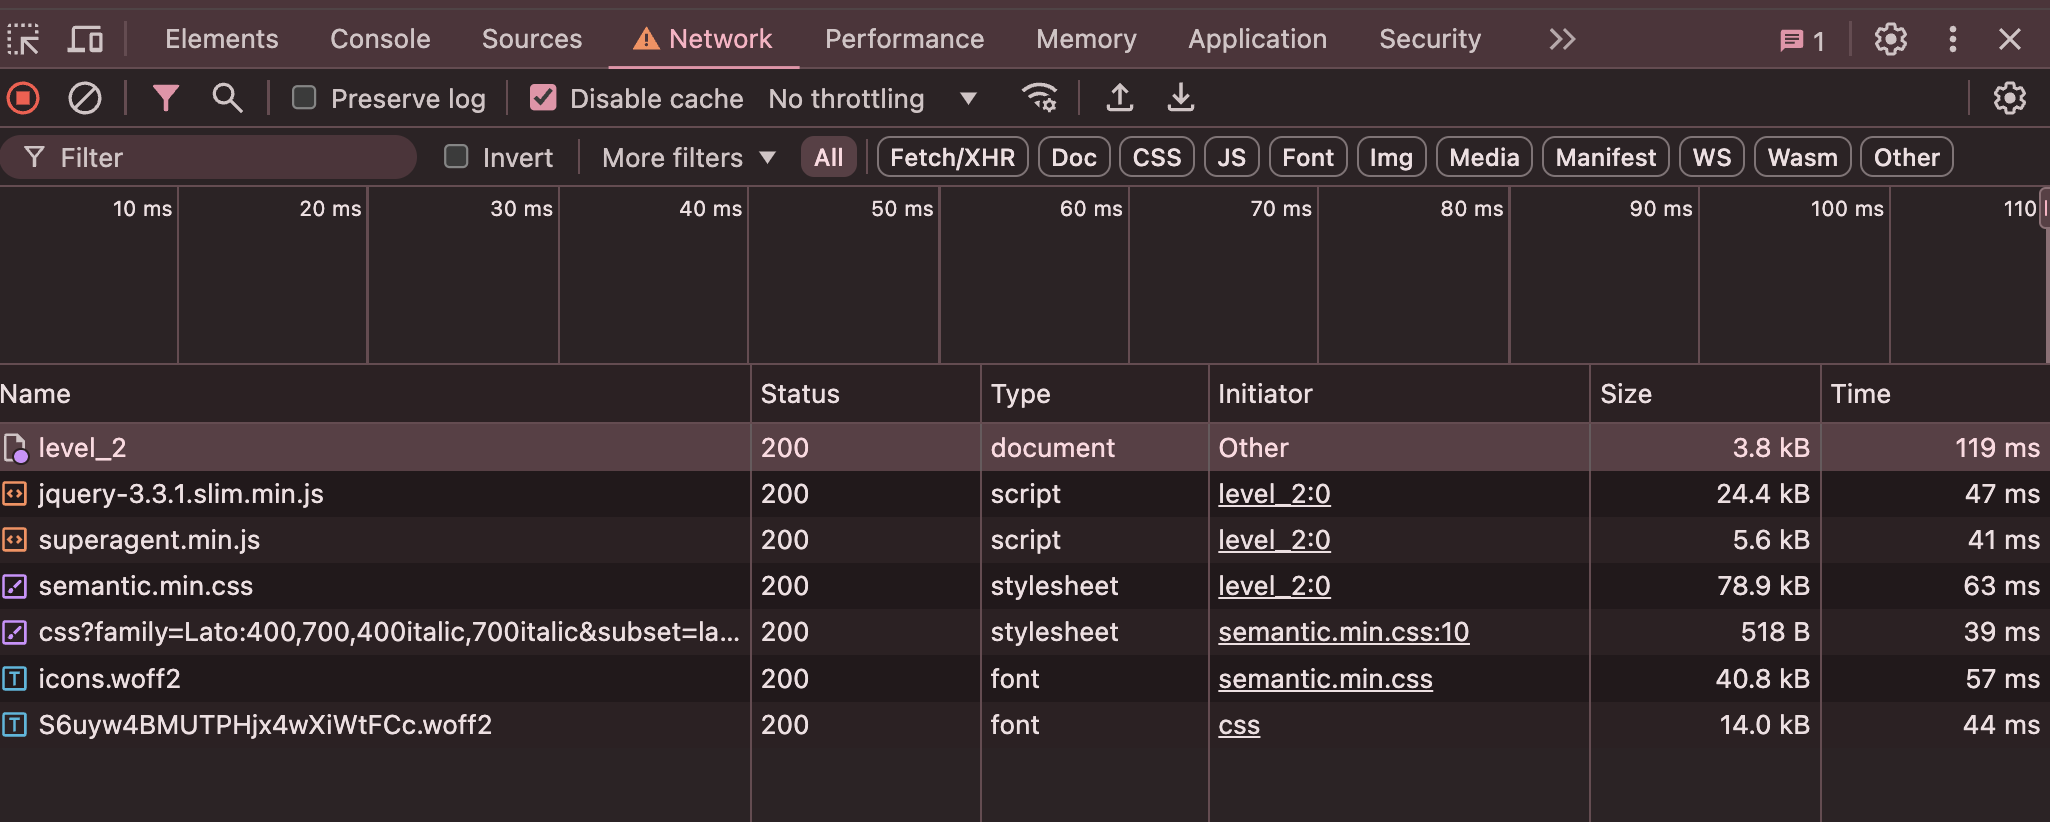 Elements Console Sources Network Performance Memory Application Security 1
Preserve log Disable cache No throttling
Filter Invert More filters All Fetch/XHR Doc CSS JS Font Img Media Manifest WS Wasm Other
10 ms 20 ms 30 ms 40 ms 50 ms 60 ms 70 ms 80 ms 90 ms 100 ms 110
Name Status Type Initiator Size Time
level_2 200 document Other 3.8 kB 119 ms
jquery-3.3.1.slim.min.js 200 script level_2:0 24.4 kB 47 ms
superagent.min.js 200 script level_2:0 5.6 kB 41 ms
semantic.min.css 200 stylesheet level_2:0 78.9 kB 63 ms
css?family=Lato:400,700,400italic,700italic&subset=la... 200 stylesheet semantic.min.css:10 518 B 39 ms
icons.woff2 200 font semantic.min.css 40.8 kB 57 ms
S6uyw4BMUTPHjx4wXiWtFCc.woff2 200 font css 14.0 kB 44 ms